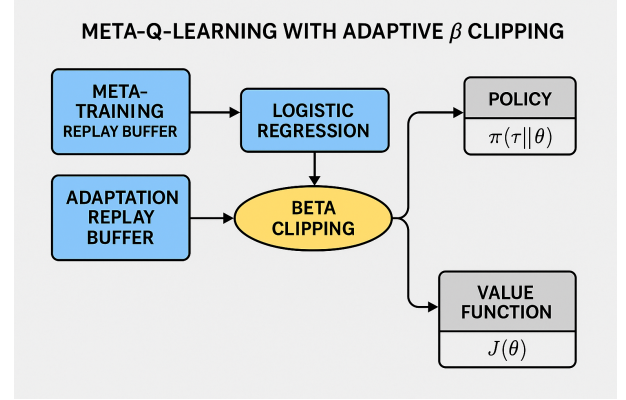 META-Q-LEARNING WITH ADAPTIVE β CLIPPING
META-
TRAINING
REPLAY BUFFER
LOGISTIC
REGRESSION
POLICY
π(τ||θ)
ADAPTATION
REPLAY
BUFFER
BETA
CLIPPING
VALUE
FUNCTION
J(θ)